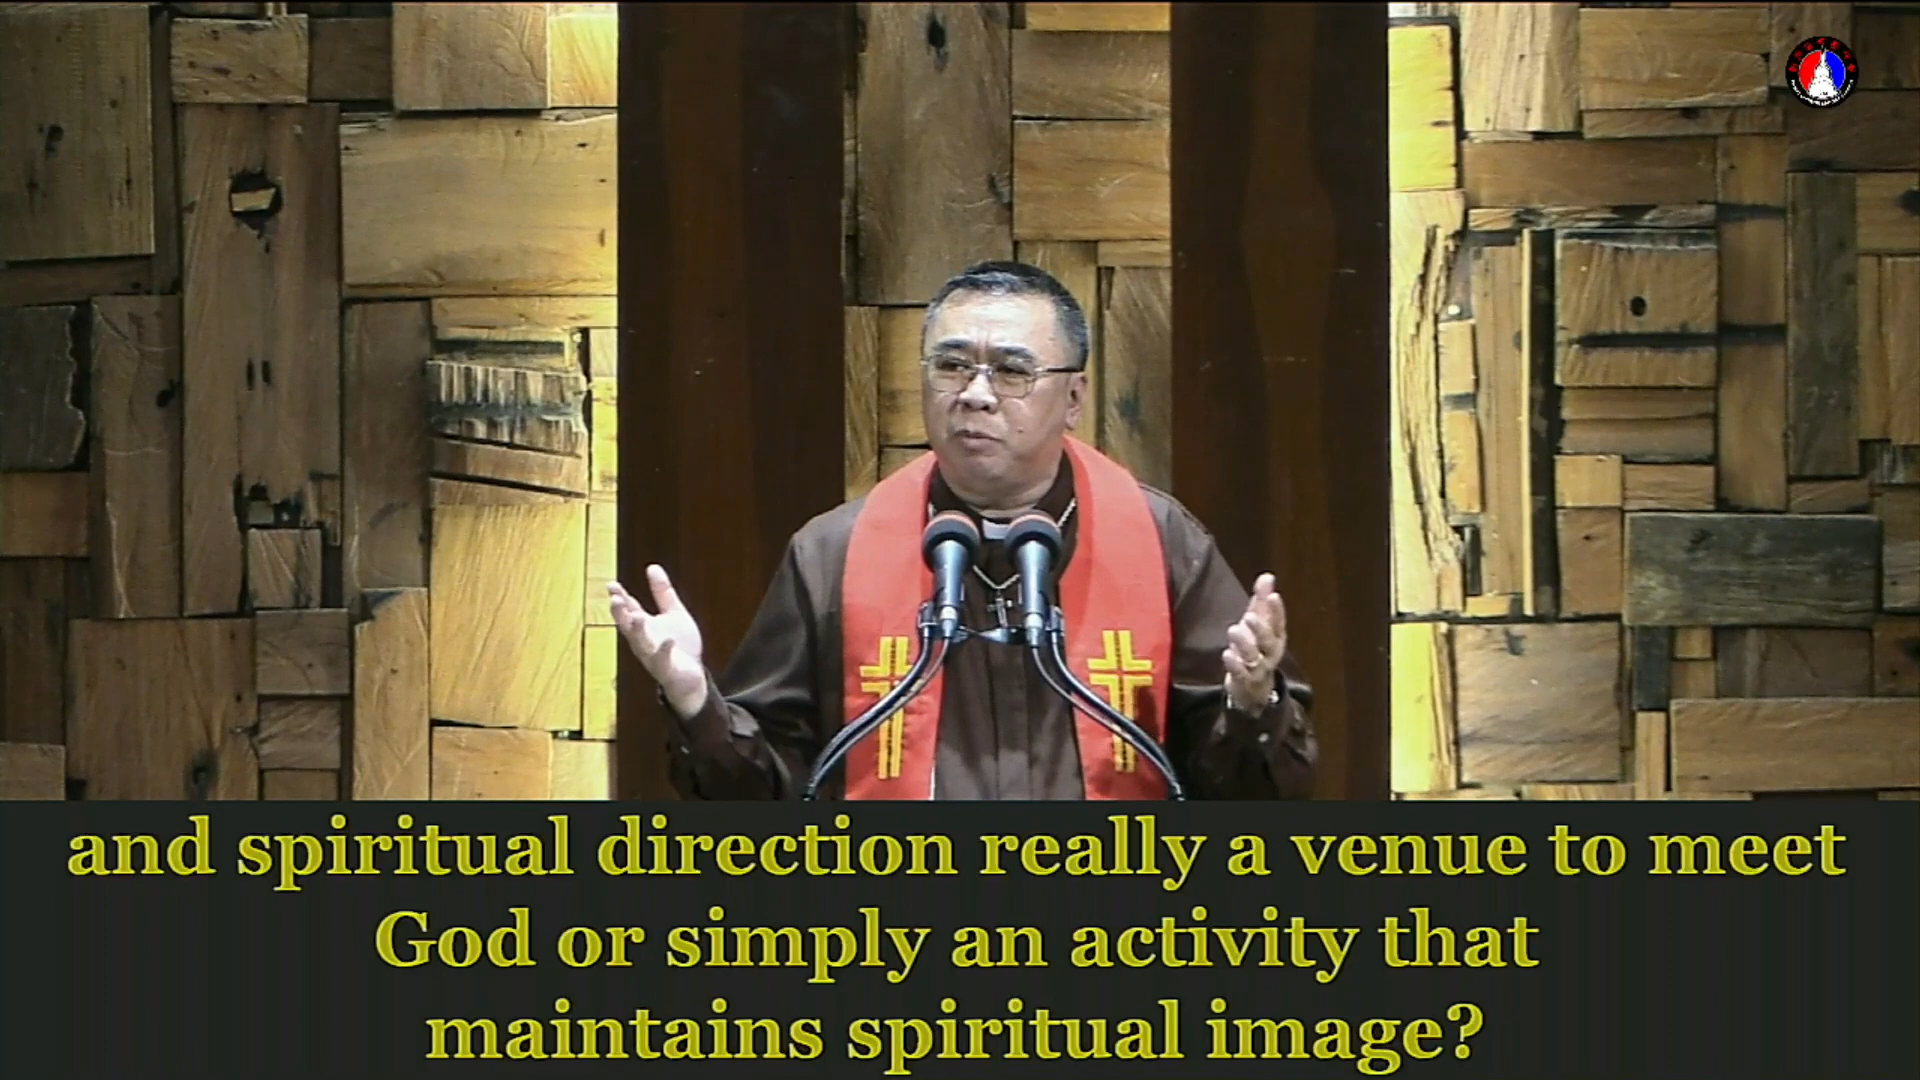 and spiritual direction really a venue to meet
God or simply an activity that
maintains spiritual image?